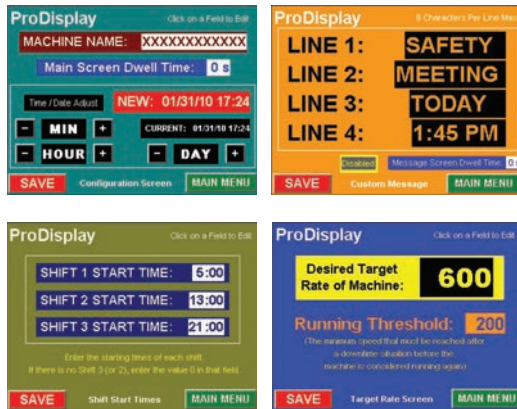 ProDisplay Click on a Field to Edit
MACHINE NAME: XXXXXXXXXXXX
Main Screen Dwell Time: 0 s
Time / Date Adjust NEW: 01/31/10 17:24
- MIN + CURRENT: 01/01/10 17:24
- HOUR + - DAY +
SAVE Configuration Screen MAIN MENU
ProDisplay 8 Characters Per Line Max
LINE 1: SAFETY
LINE 2: MEETING
LINE 3: TODAY
LINE 4: 1:45 PM
Disabled Message Screen Dwell Time: 0 s
SAVE Custom Message MAIN MENU
ProDisplay Click on a Field to Edit
SHIFT 1 START TIME: 5:00
SHIFT 2 START TIME: 13:00
SHIFT 3 START TIME: 21:00
Enter the starting times of each shift.
If there is no Shift 3 (or 2), enter the value 0 in that field.
SAVE Shift Start Times MAIN MENU
ProDisplay Click on a Field to Edit
Desired Target
Rate of Machine: 600
Running Threshold: 200
(The minimum speed that must be reached after
a downtime situation before the
machine is considered running again)
SAVE Target Rate Screen MAIN MENU